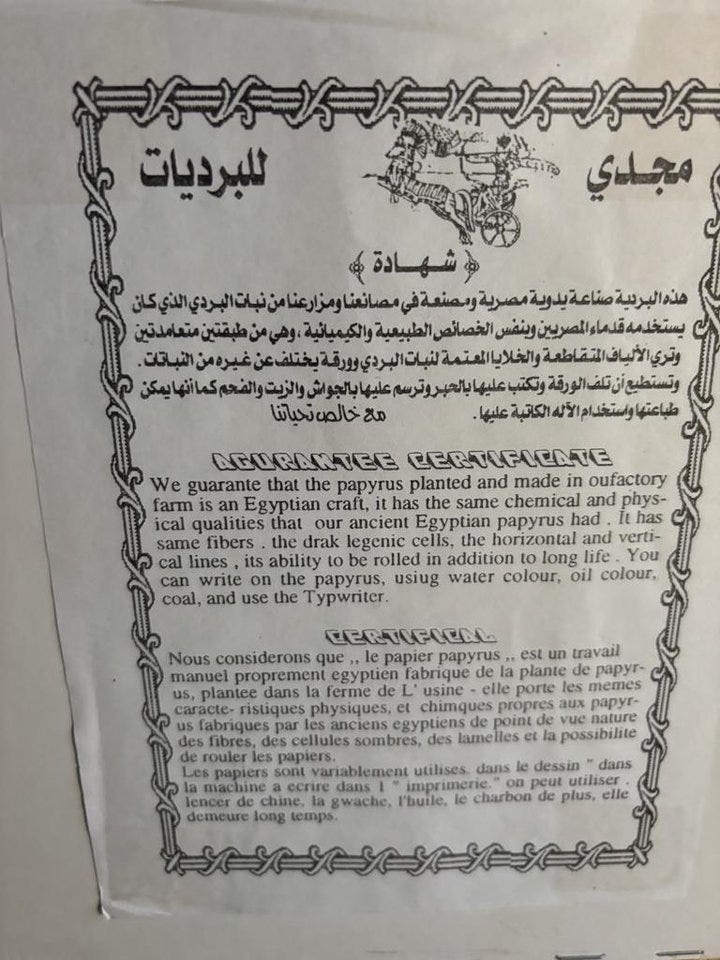 مجدي للبرديات
﴿ شهادة ﴾
هذه البردية صناعة يدوية مصرية ومصنعة في مصانعنا ومزارعنا من نبات البردي الذي كان
يستخدمه قدماء المصريين وبنفس الخصائص الطبيعية والكيميائية ، وهي من طبقتين متعامدتين
وتري الألياف المتقاطعة والخلايا المعتمة لنبات البردي وورقة يختلف عن غيره من النباتات .
وتستطيع أن تلف الورقة وتكتب عليها بالحبر وترسم عليها بالجواش والزيت والفحم كما أنها يمكن
طباعتها واستخدام الآله الكاتبة عليها . مع خالص تحياتنا
AGURANTEE CERTIFICATE
We guarante that the papyrus planted and made in oufactory
farm is an Egyptian craft, it has the same chemical and phys-
ical qualities that our ancient Egyptian papyrus had . It has
same fibers . the drak legenic cells, the horizontal and verti-
cal lines , its ability to be rolled in addition to long life . You
can write on the papyrus, usiug water colour, oil colour,
coal, and use the Typwriter.
CERTIFICAL
Nous considerons que ,, le papier papyrus ,, est un travail
manuel proprement egyptien fabrique de la plante de papyr-
us, plantee dans la ferme de L' usine - elle porte les memes
caracte- ristiques physiques, et chimques propres aux papyr-
us fabriques par les anciens egyptiens de point de vue nature
des fibres, des cellules sombres, des lamelles et la possibilite
de rouler les papiers.
Les papiers sont variablement utilises. dans le dessin " dans
la machine a ecrire dans l " imprimerie." on peut utiliser .
lencer de chine, la gwache, l'huile, le charbon de plus, elle
demeure long temps.